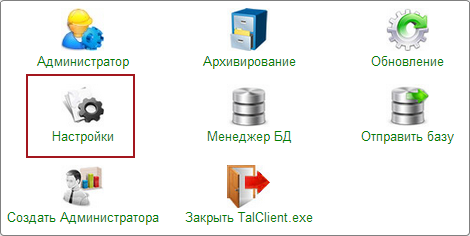 Администратор Архивирование Обновление
Настройки Менеджер БД Отправить базу
Создать Администратора Закрыть TalClient.exe